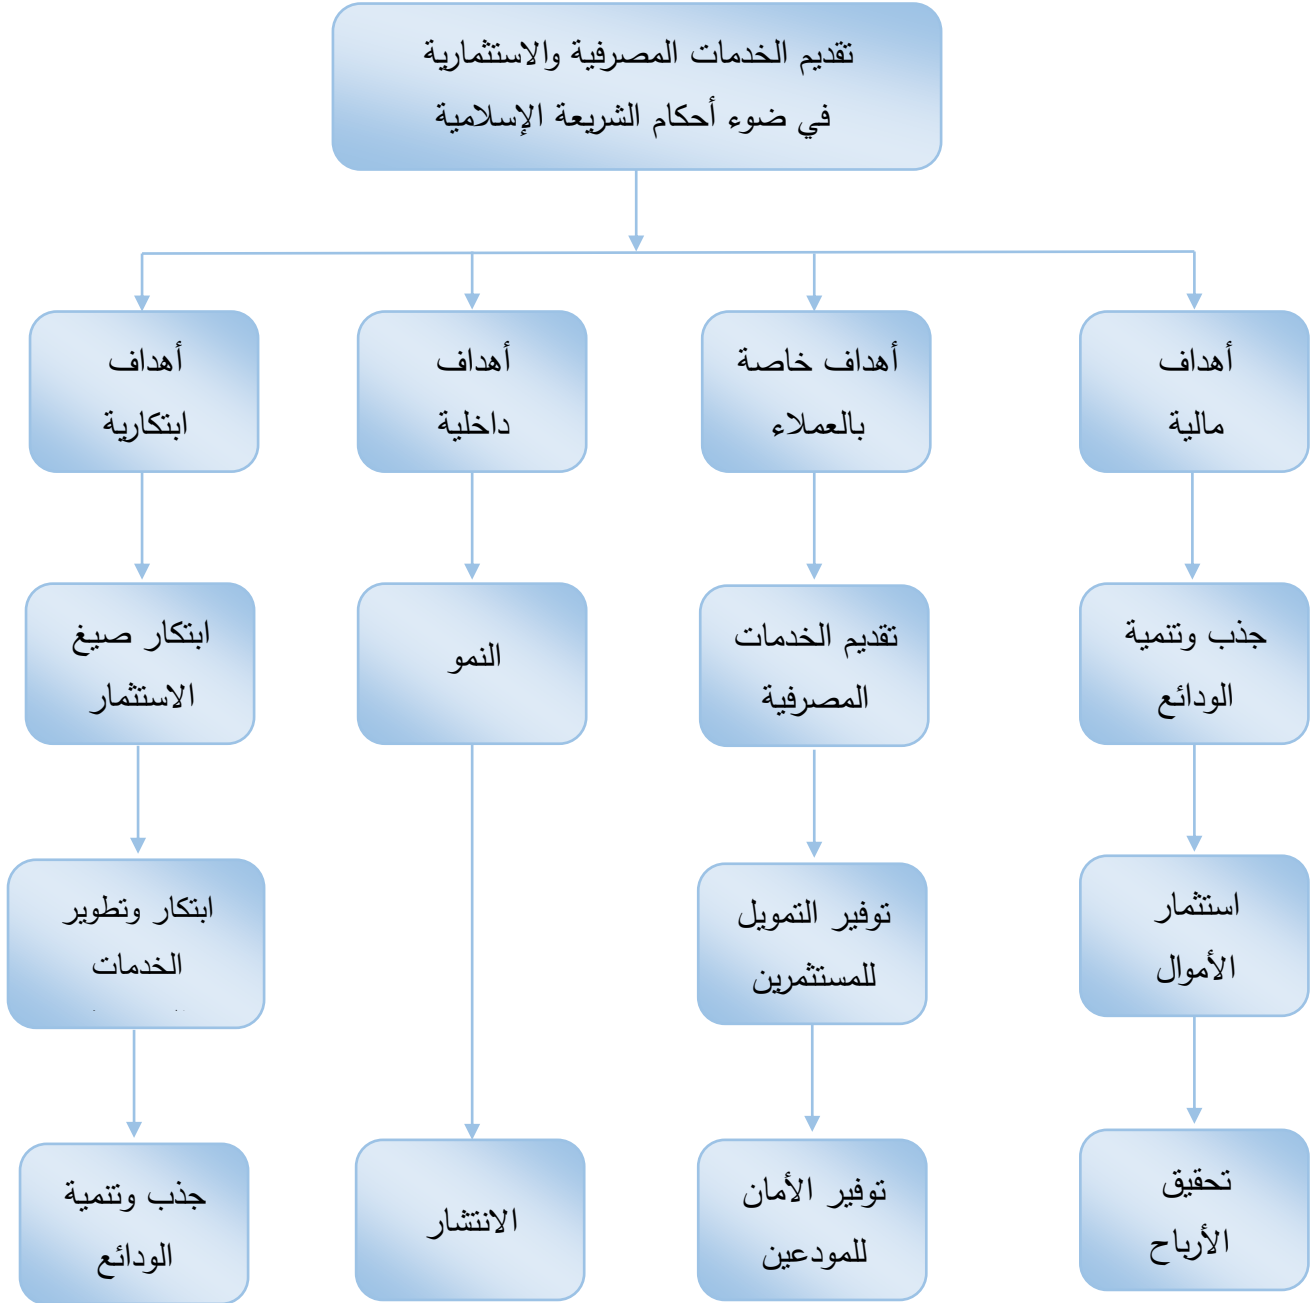 تقديم الخدمات المصرفية والاستثمارية
في ضوء أحكام الشريعة الإسلامية
أهداف
مالية
أهداف خاصة
بالعملاء
أهداف
داخلية
أهداف
ابتكارية
جذب وتنمية
الودائع
تقديم الخدمات
المصرفية
النمو
ابتكار صيغ
الاستثمار
استثمار
الأموال
توفير التمويل
للمستثمرين
ابتكار وتطوير
الخدمات
تحقيق
الأرباح
توفير الأمان
للمودعين
الانتشار
جذب وتنمية
الودائع